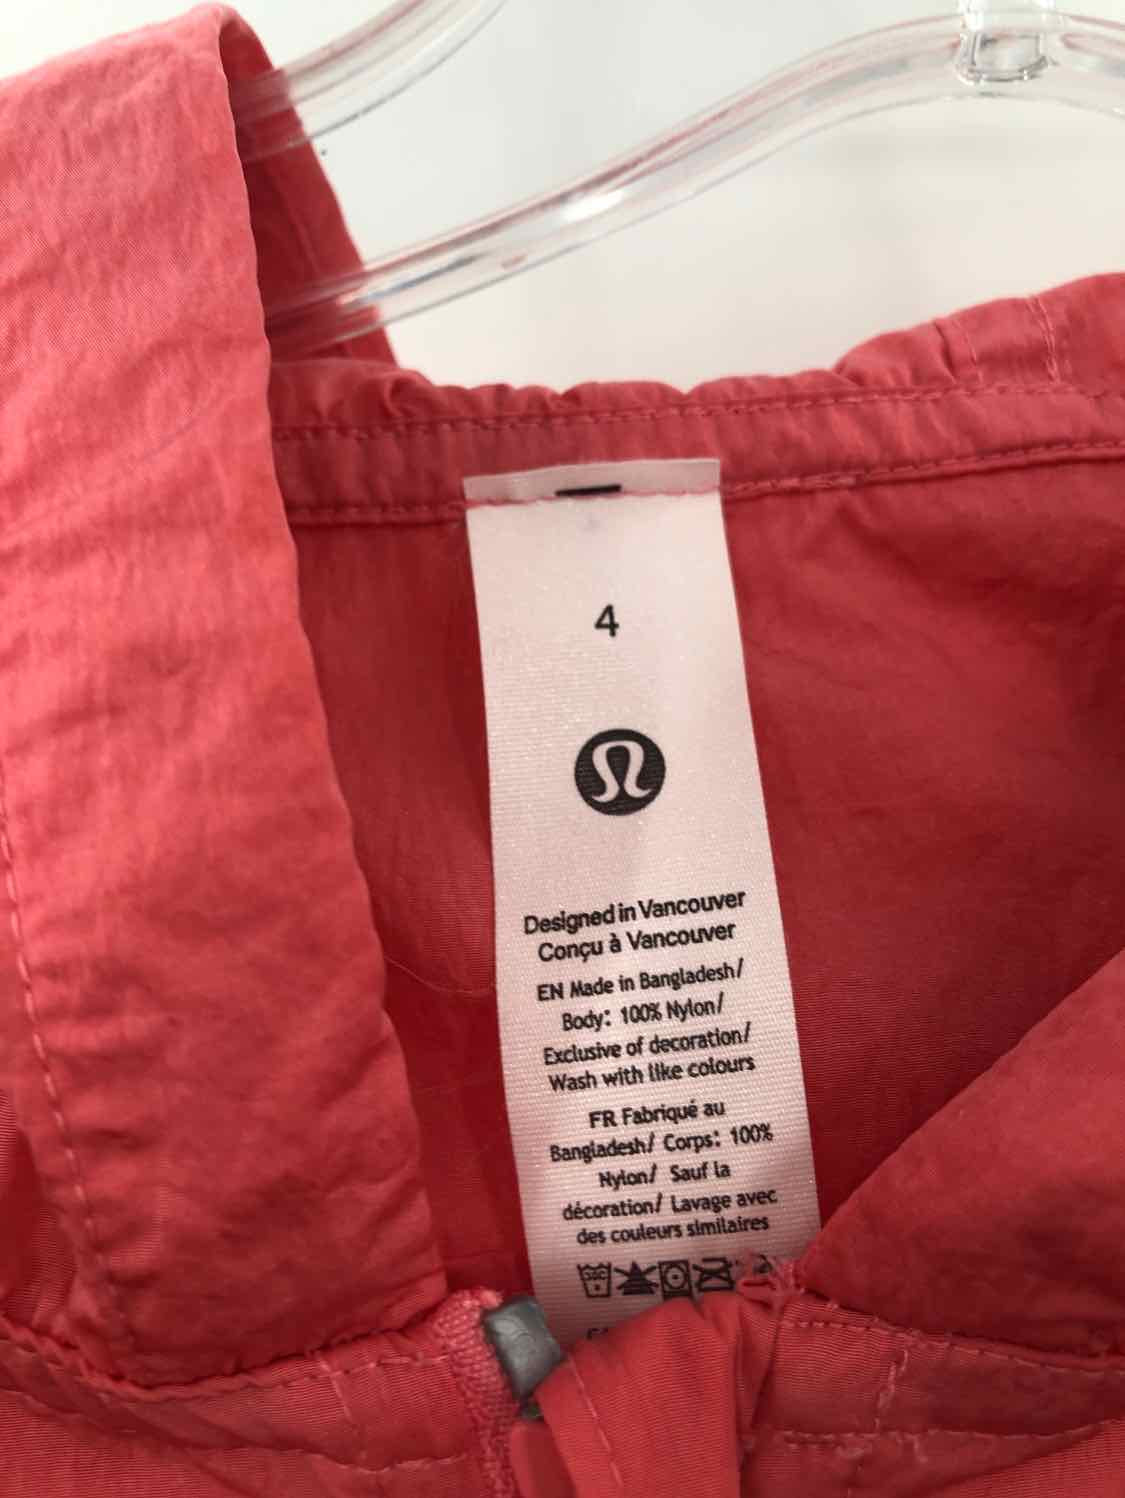 4
Designed in Vancouver
Conçu à Vancouver
EN Made in Bangladesh/
Body: 100% Nylon/
Exclusive of decoration/
Wash with like colours
FR Fabriqué au
Bangladesh/ Corps: 100%
Nylon/ Sauf la
décoration/ Lavage avec
des couleurs similaires